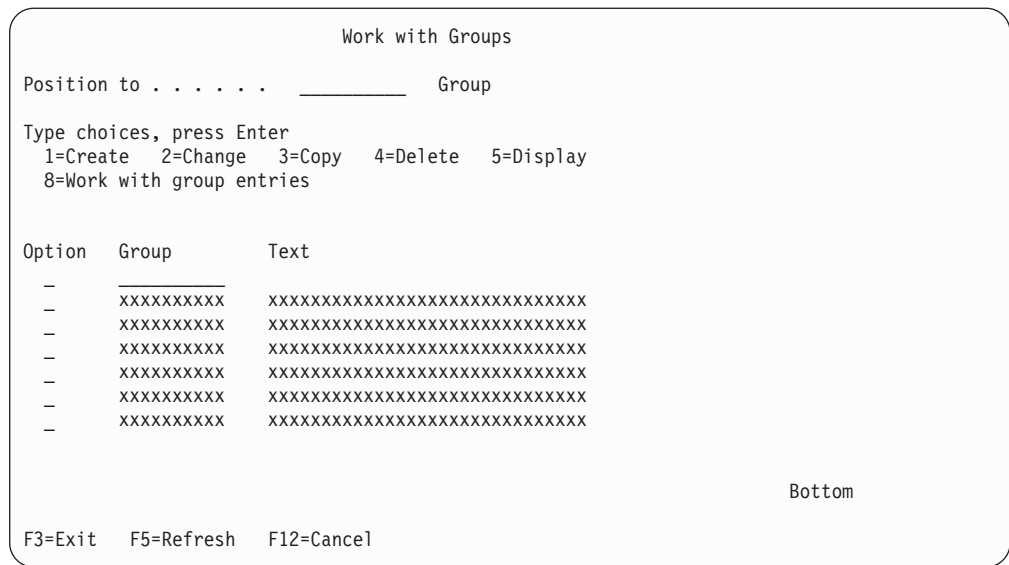 Work with Groups
Position to . . . . . . __________ Group
Type choices, press Enter
1=Create 2=Change 3=Copy 4=Delete 5=Display
8=Work with group entries
Option Group Text
_ __________
_ xxxxxxxxxx xxxxxxxxxxxxxxxxxxxxxxxxxxxxxx
_ xxxxxxxxxx xxxxxxxxxxxxxxxxxxxxxxxxxxxxxx
_ xxxxxxxxxx xxxxxxxxxxxxxxxxxxxxxxxxxxxxxx
_ xxxxxxxxxx xxxxxxxxxxxxxxxxxxxxxxxxxxxxxx
_ xxxxxxxxxx xxxxxxxxxxxxxxxxxxxxxxxxxxxxxx
_ xxxxxxxxxx xxxxxxxxxxxxxxxxxxxxxxxxxxxxxx
Bottom
F3=Exit F5=Refresh F12=Cancel